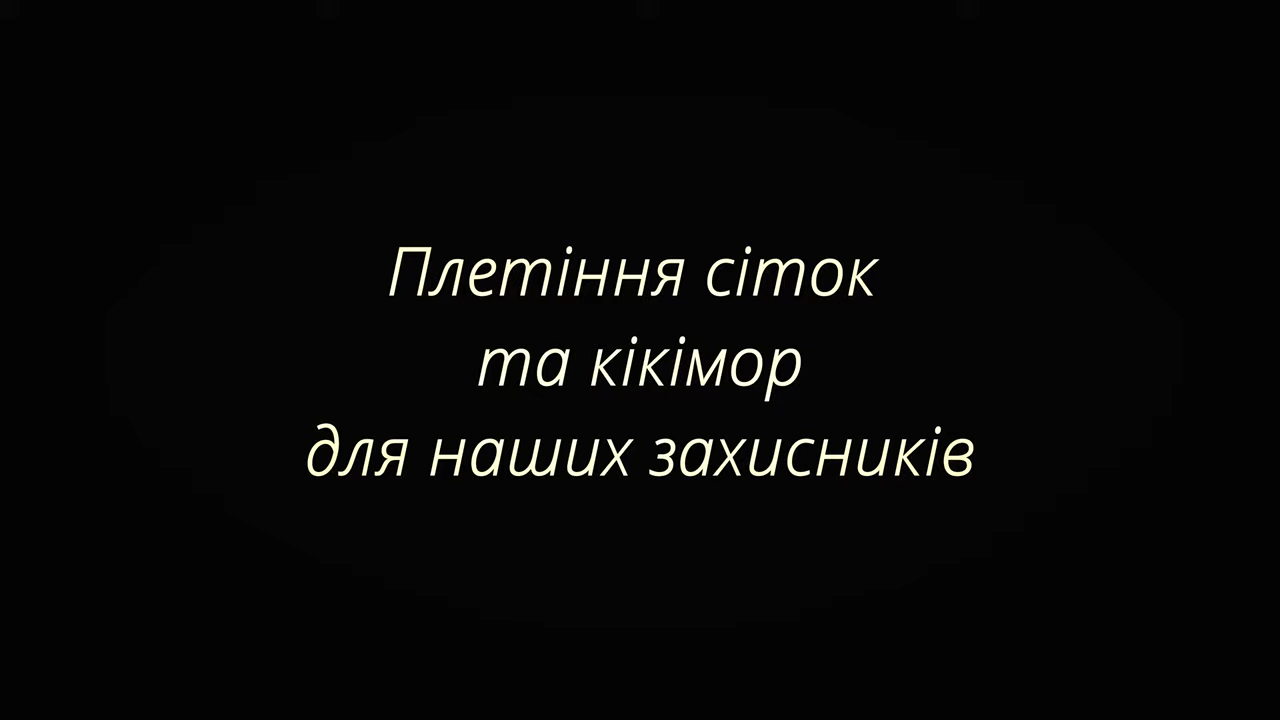 Плетіння сіток
та кікімор
для наших захисників